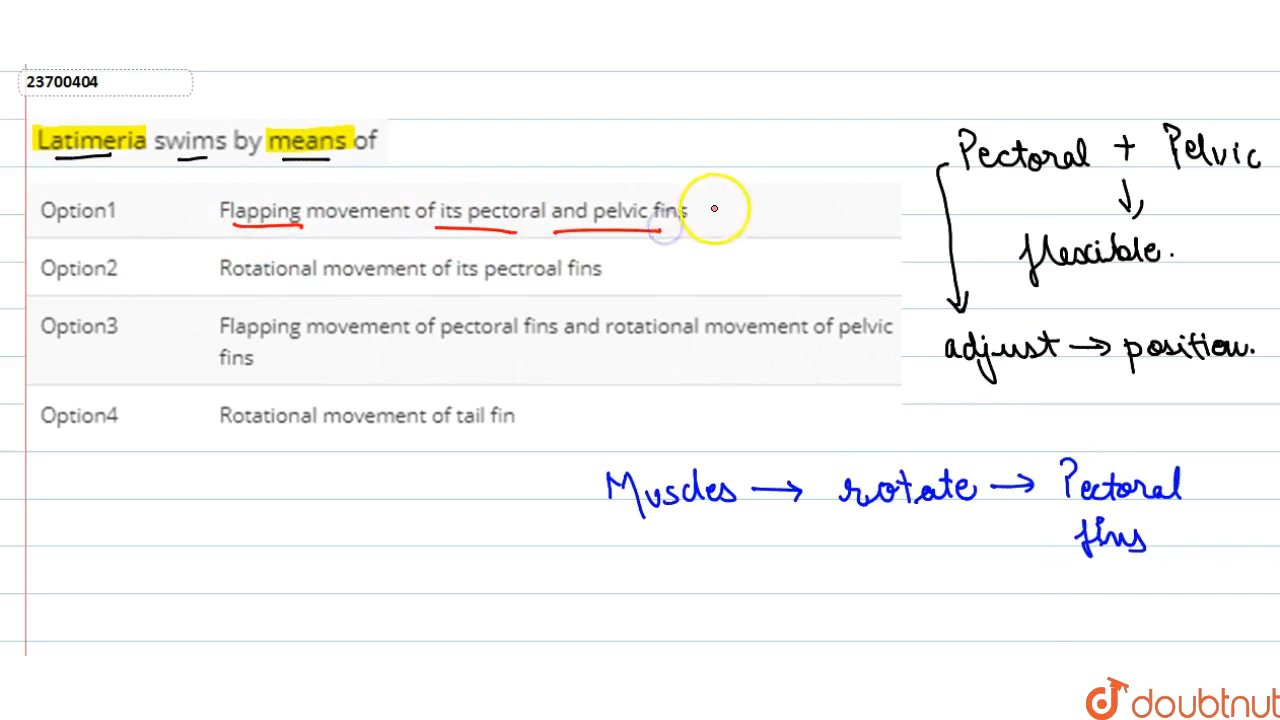 23700404
Latimeria swims by means of
Option1 Flapping movement of its pectoral and pelvic fins
Option2 Rotational movement of its pectroal fins
Option3 Flapping movement of pectoral fins and rotational movement of pelvic
fins
Option4 Rotational movement of tail fin
Pectoral + Pelvic
↓
flexible.
adjust → position.
Muscles → rotate → Pectoral
fins
doubtnut